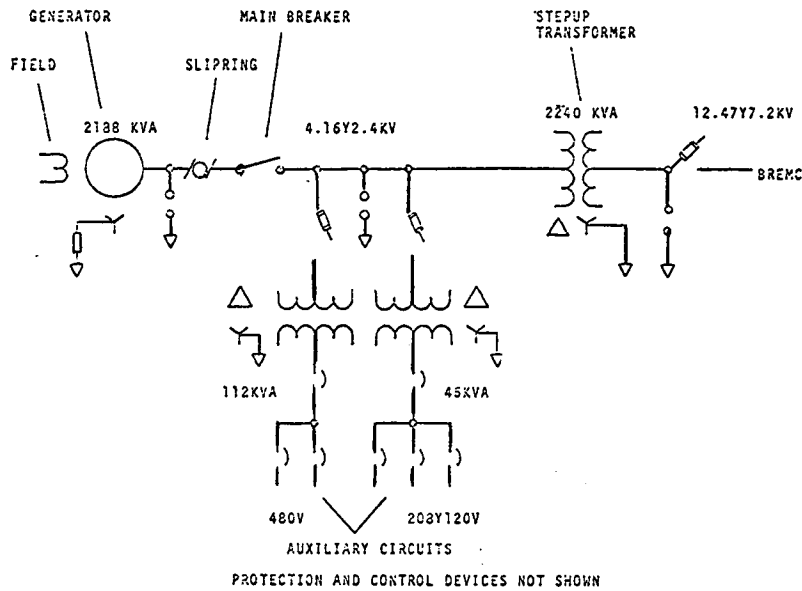 GENERATOR
MAIN BREAKER
STEPUP
TRANSFORMER
FIELD
SLIPRING
2188 KVA
4.16Y2.4KV
2240 KVA
12.47Y7.2KV
BREMC
112KVA
45KVA
480V
208Y120V
AUXILIARY CIRCUITS
PROTECTION AND CONTROL DEVICES NOT SHOWN